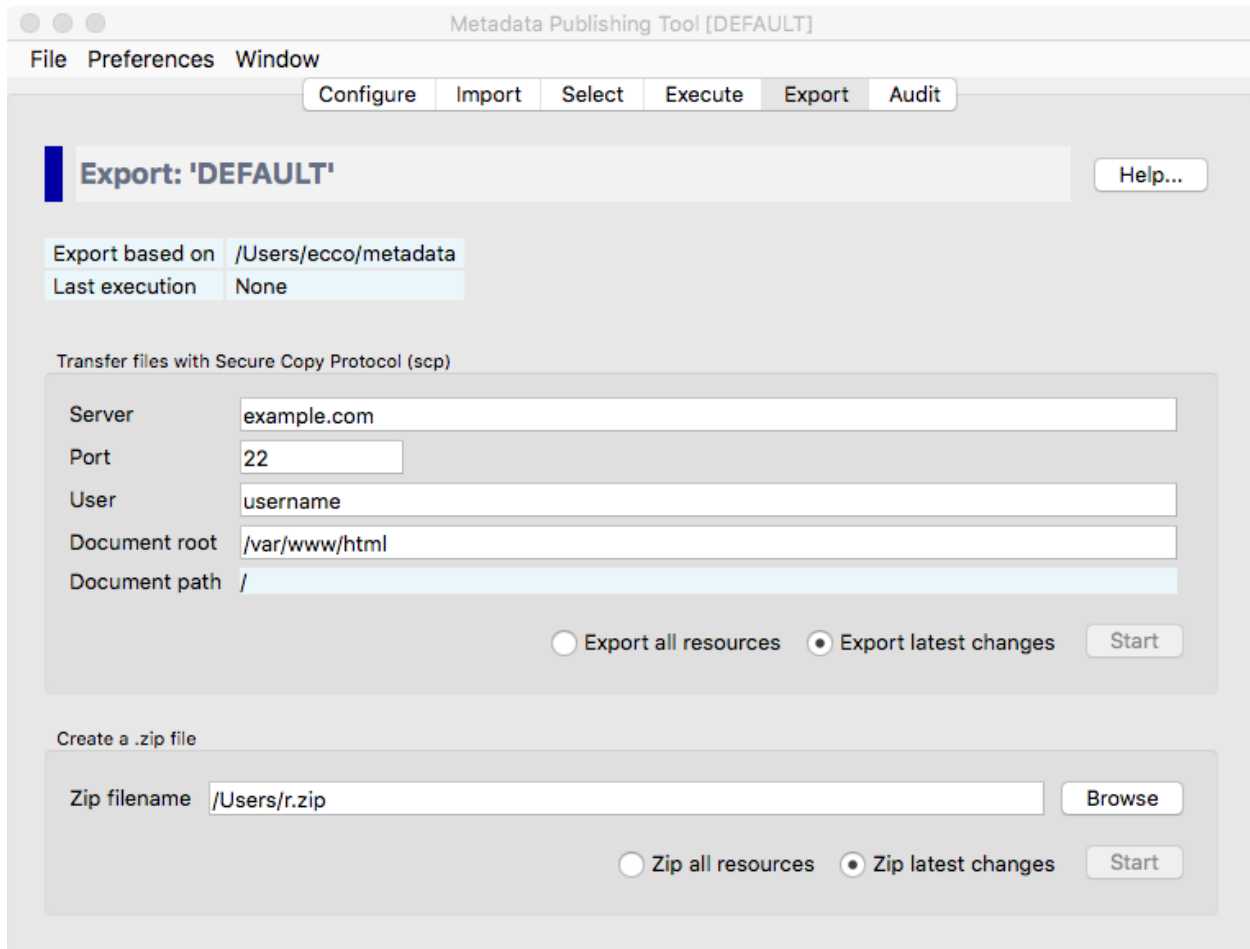 Metadata Publishing Tool [DEFAULT]
File Preferences Window
Configure Import Select Execute Export Audit
Export: 'DEFAULT'
Help...
Export based on /Users/ecco/metadata
Last execution None
Transfer files with Secure Copy Protocol (scp)
Server example.com
Port 22
User username
Document root /var/www/html
Document path /
Export all resources Export latest changes Start
Create a .zip file
Zip filename /Users/r.zip Browse
Zip all resources Zip latest changes Start